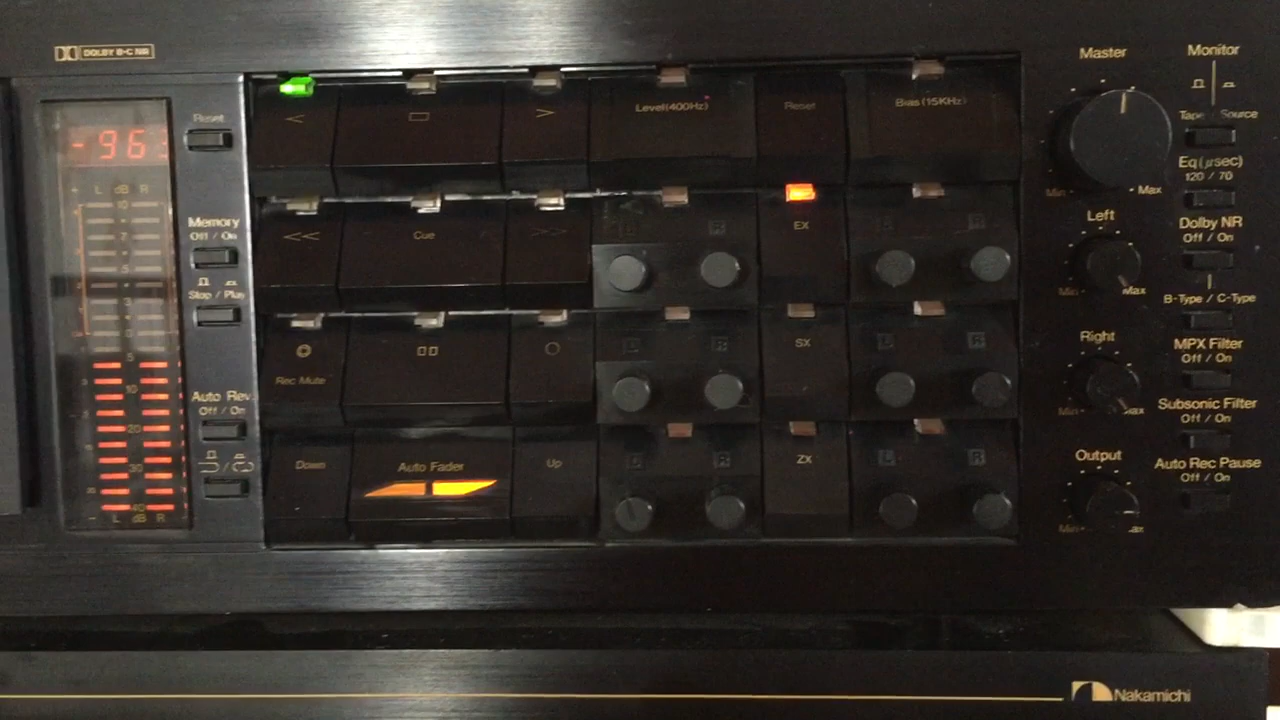 DOLBY B-C NR
-963
L dB R
10
7
5
3
0
5
10
20
30
40
L dB R
Reset
Memory
Off / On
Stop / Play
Auto Rev.
Off / On
<
>
Level(400Hz)
Reset
Bias(15KHz)
<<
Cue
>>>
L R
EX
L R
Rec Mute
L R
SX
L R
Down
Auto Fader
Up
L R
ZX
L R
Master
Min Max
Left
Min Max
Right
Min Max
Output
Min Max
Monitor
Tape / Source
Eq(μsec)
120 / 70
Dolby NR
Off / On
B-Type / C-Type
MPX Filter
Off / On
Subsonic Filter
Off / On
Auto Rec Pause
Off / On
Nakamichi